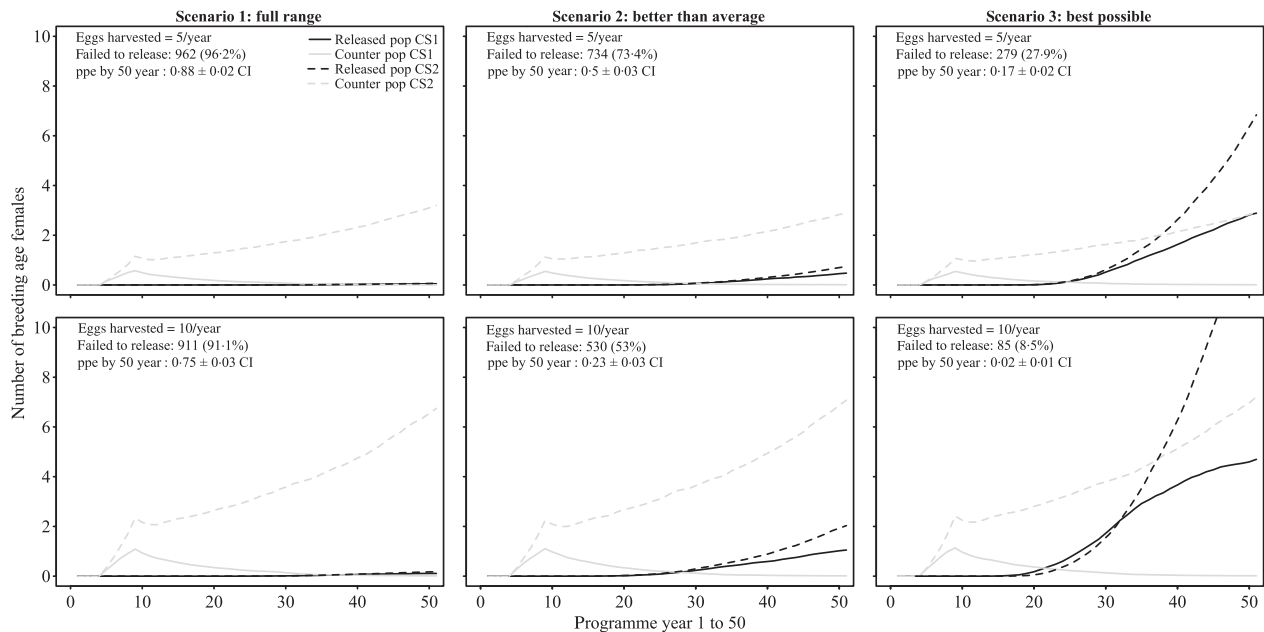 Scenario 1: full range
Scenario 2: better than average
Scenario 3: best possible
Number of breeding age females
10
8
6
4
2
0
Eggs harvested = 5/year
Failed to release: 962 (96·2%)
ppe by 50 year : 0·88 ± 0·02 CI
Released pop CS1
Counter pop CS1
Released pop CS2
Counter pop CS2
Eggs harvested = 5/year
Failed to release: 734 (73·4%)
ppe by 50 year : 0·5 ± 0·03 CI
Eggs harvested = 5/year
Failed to release: 279 (27·9%)
ppe by 50 year : 0·17 ± 0·02 CI
10
8
6
4
2
0
Eggs harvested = 10/year
Failed to release: 911 (91·1%)
ppe by 50 year : 0·75 ± 0·03 CI
Eggs harvested = 10/year
Failed to release: 530 (53%)
ppe by 50 year : 0·23 ± 0·03 CI
Eggs harvested = 10/year
Failed to release: 85 (8·5%)
ppe by 50 year : 0·02 ± 0·01 CI
0 10 20 30 40 50
0 10 20 30 40 50
0 10 20 30 40 50
Programme year 1 to 50